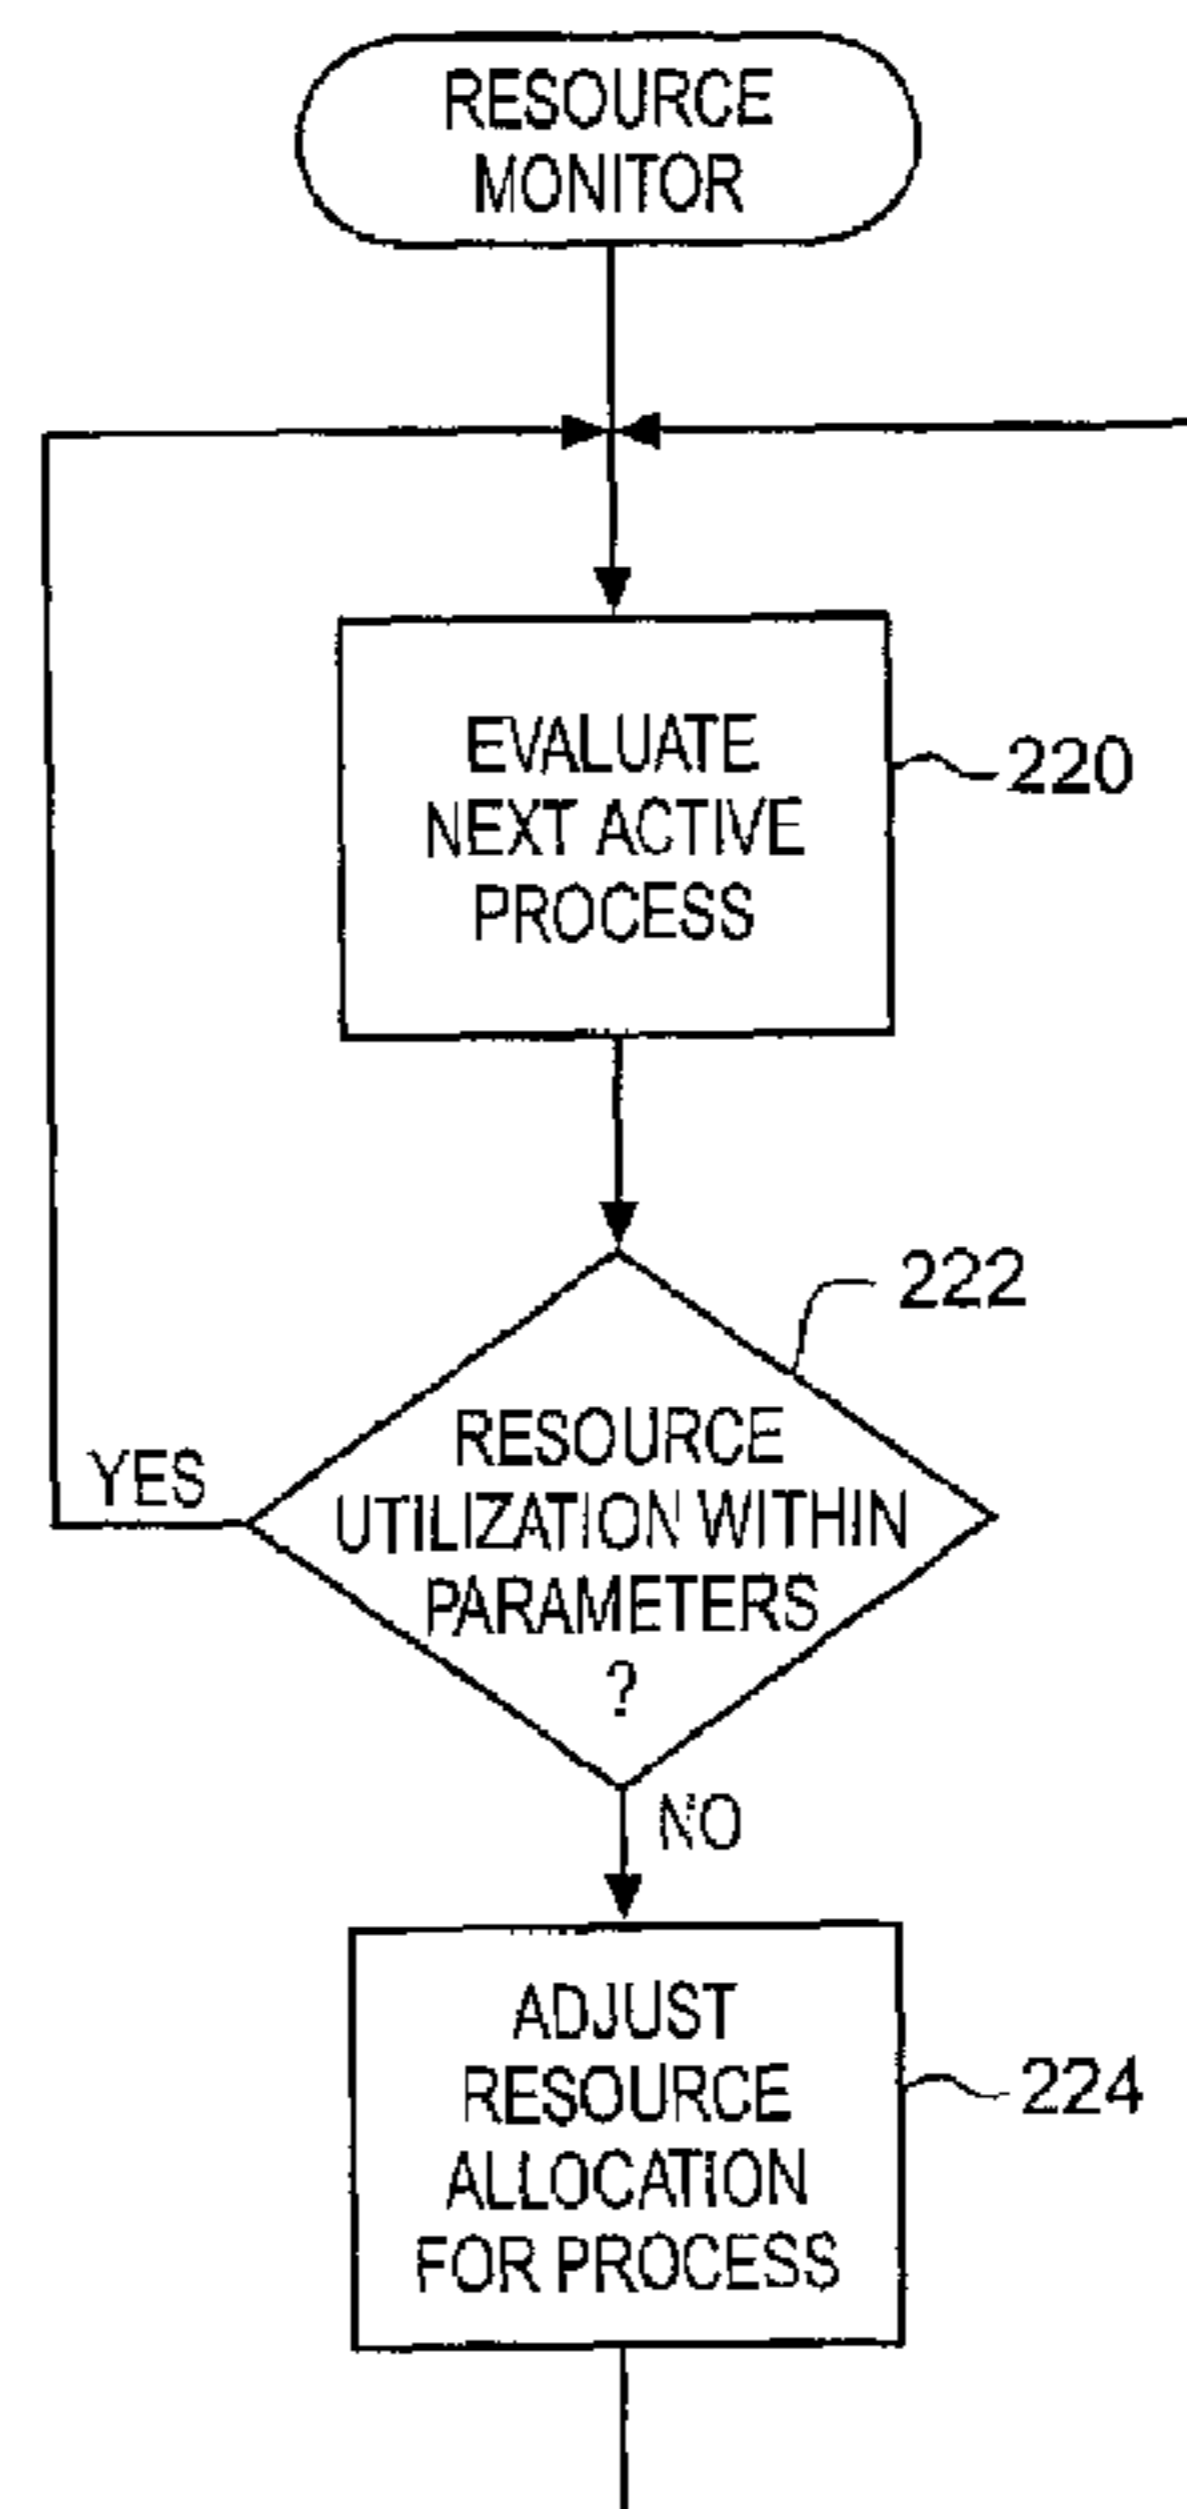 RESOURCE
MONITOR
EVALUATE
NEXT ACTIVE
PROCESS
220
222
RESOURCE
UTILIZATION WITHIN
PARAMETERS
?
YES
NO
ADJUST
RESOURCE
ALLOCATION
FOR PROCESS
224